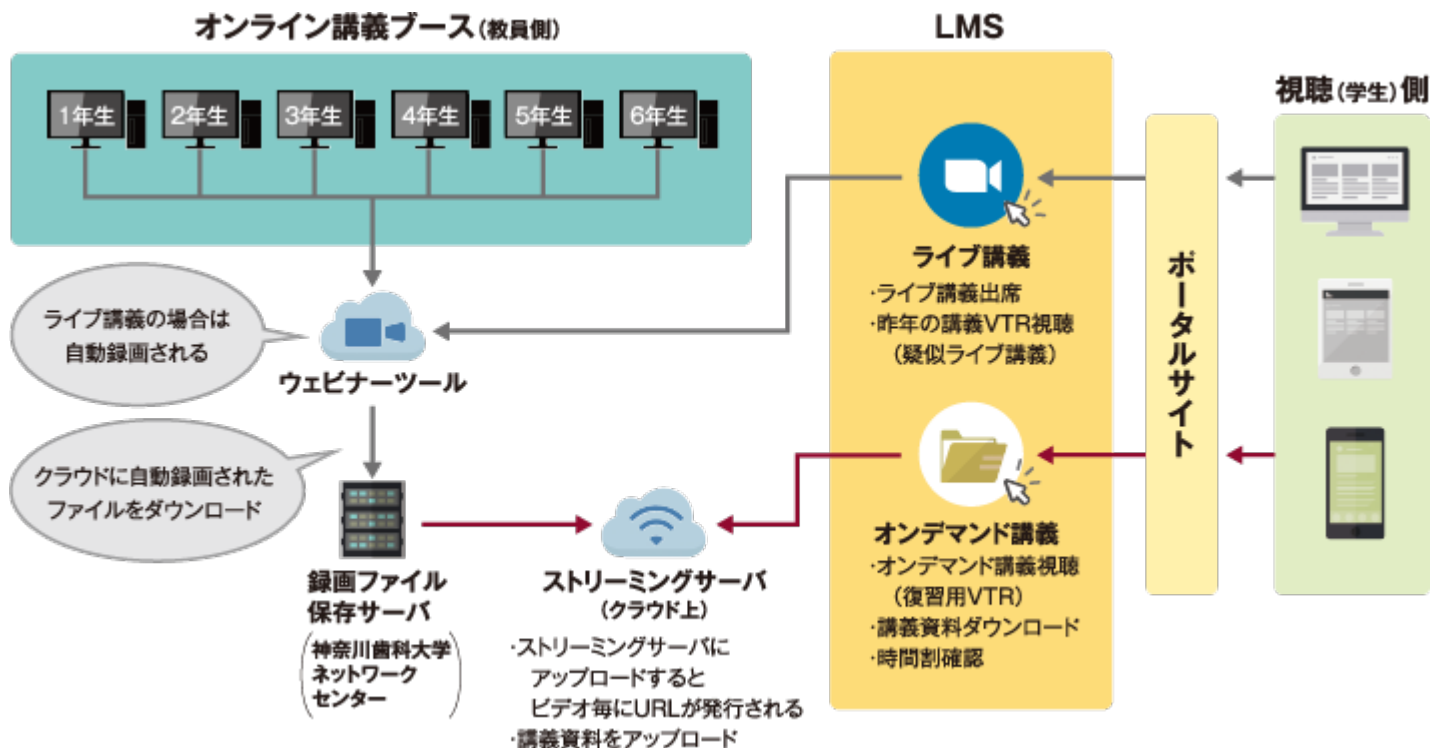 オンライン講義ブース(教員側)
1年生
2年生
3年生
4年生
5年生
6年生
ライブ講義の場合は
自動録画される
ウェビナーツール
クラウドに自動録画された
ファイルをダウンロード
録画ファイル
保存サーバ
(神奈川歯科大学
ネットワーク
センター)
ストリーミングサーバ
(クラウド上)
・ストリーミングサーバに
アップロードすると
ビデオ毎にURLが発行される
・講義資料をアップロード
LMS
ライブ講義
・ライブ講義出席
・昨年の講義VTR視聴
(疑似ライブ講義)
オンデマンド講義
・オンデマンド講義視聴
(復習用VTR)
・講義資料ダウンロード
・時間割確認
ポータルサイト
視聴(学生)側